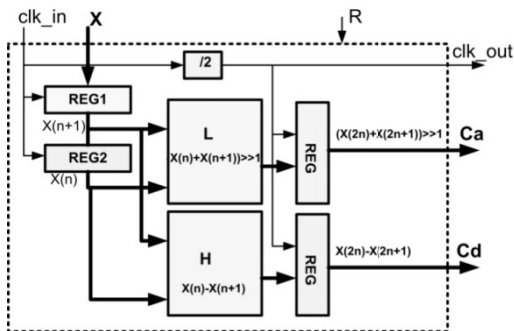 clk_in
X
R
/2
clk_out
REG1
X(n+1)
REG2
X(n)
L
X(n)+X(n+1))>>1
REG
(X(2n)+X(2n+1))>>1
Ca
H
X(n)-X(n+1)
REG
X(2n)-X(2n+1)
Cd